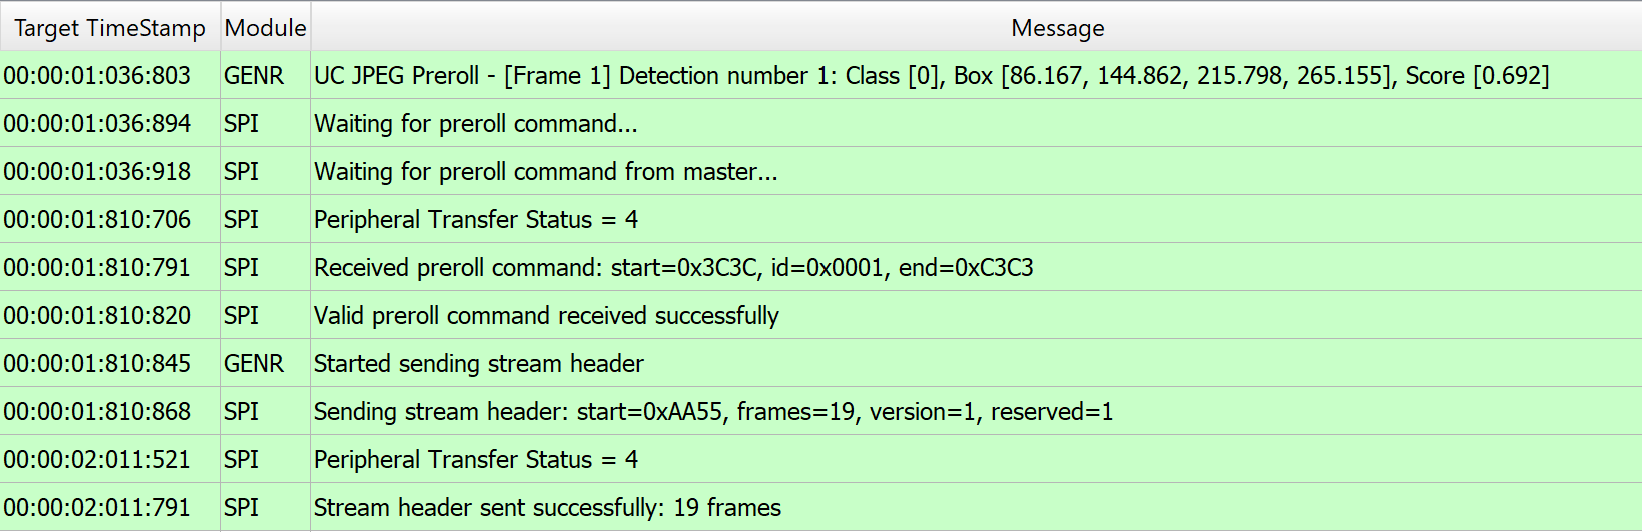 Target TimeStamp Module Message
00:00:01:036:803 GENR UC JPEG Preroll - [Frame 1] Detection number 1: Class [0], Box [86.167, 144.862, 215.798, 265.155], Score [0.692]
00:00:01:036:894 SPI Waiting for preroll command...
00:00:01:036:918 SPI Waiting for preroll command from master...
00:00:01:810:706 SPI Peripheral Transfer Status = 4
00:00:01:810:791 SPI Received preroll command: start=0x3C3C, id=0x0001, end=0xC3C3
00:00:01:810:820 SPI Valid preroll command received successfully
00:00:01:810:845 GENR Started sending stream header
00:00:01:810:868 SPI Sending stream header: start=0xAA55, frames=19, version=1, reserved=1
00:00:02:011:521 SPI Peripheral Transfer Status = 4
00:00:02:011:791 SPI Stream header sent successfully: 19 frames